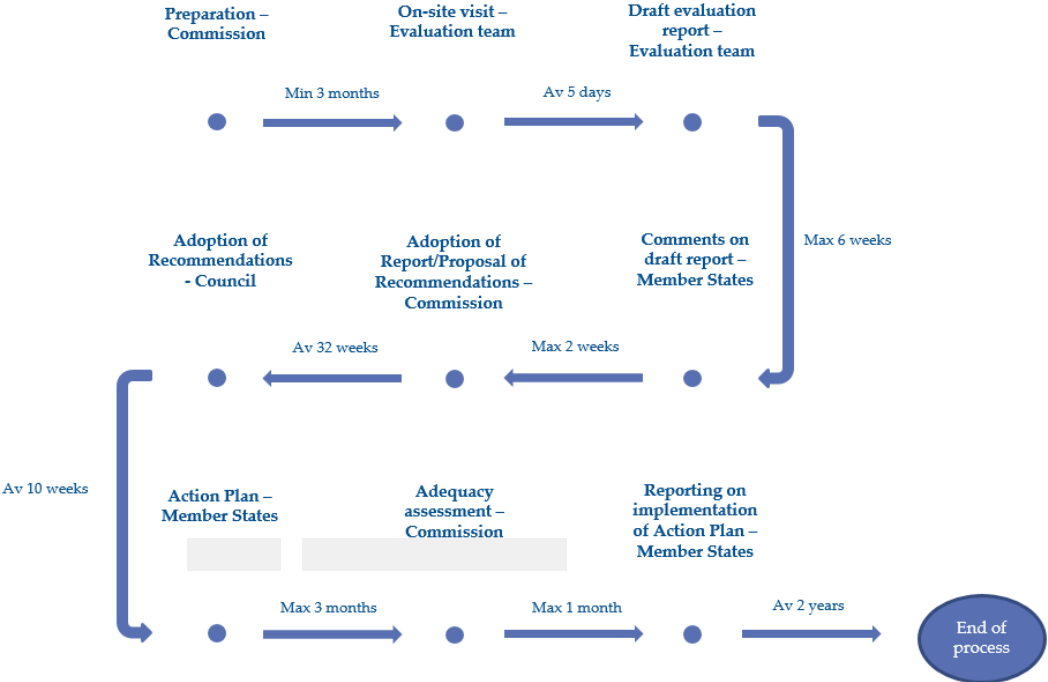 Preparation –
Commission
On-site visit –
Evaluation team
Draft evaluation
report –
Evaluation team
Min 3 months
Av 5 days
Max 6 weeks
Comments on
draft report –
Member States
Adoption of
Report/Proposal of
Recommendations –
Commission
Adoption of
Recommendations
- Council
Max 2 weeks
Av 32 weeks
Av 10 weeks
Action Plan –
Member States
Adequacy
assessment –
Commission
Reporting on
implementation
of Action Plan –
Member States
Max 3 months
Max 1 month
Av 2 years
End of
process